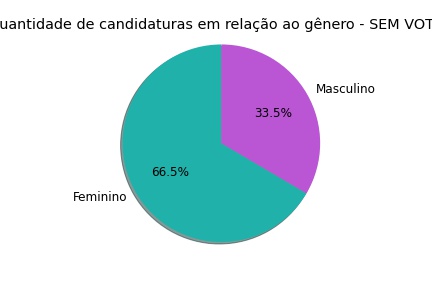 uantidade de candidaturas em relação ao gênero - SEM VOT
Masculino
33.5%
66.5%
Feminino